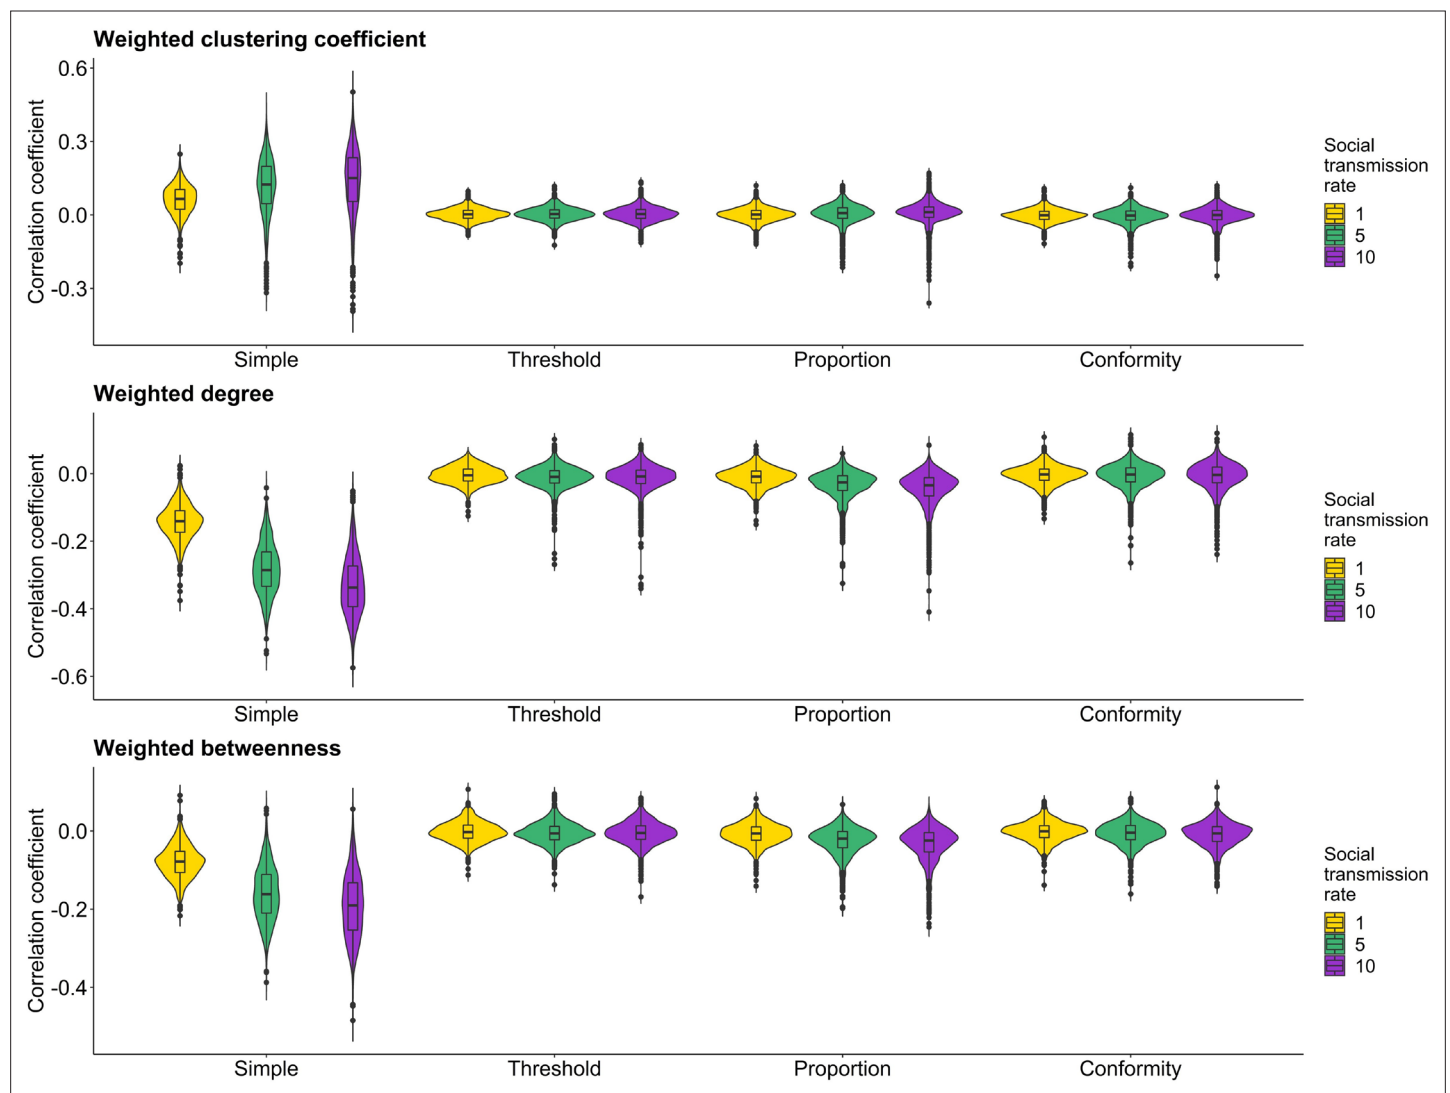 Weighted clustering coefficient
Correlation coefficient
0.6
0.3
0.0
-0.3
Simple
Threshold
Proportion
Conformity
Social
transmission
rate
1
5
10
Weighted degree
Correlation coefficient
0.0
-0.2
-0.4
-0.6
Simple
Threshold
Proportion
Conformity
Social
transmission
rate
1
5
10
Weighted betweenness
Correlation coefficient
0.0
-0.2
-0.4
Simple
Threshold
Proportion
Conformity
Social
transmission
rate
1
5
10